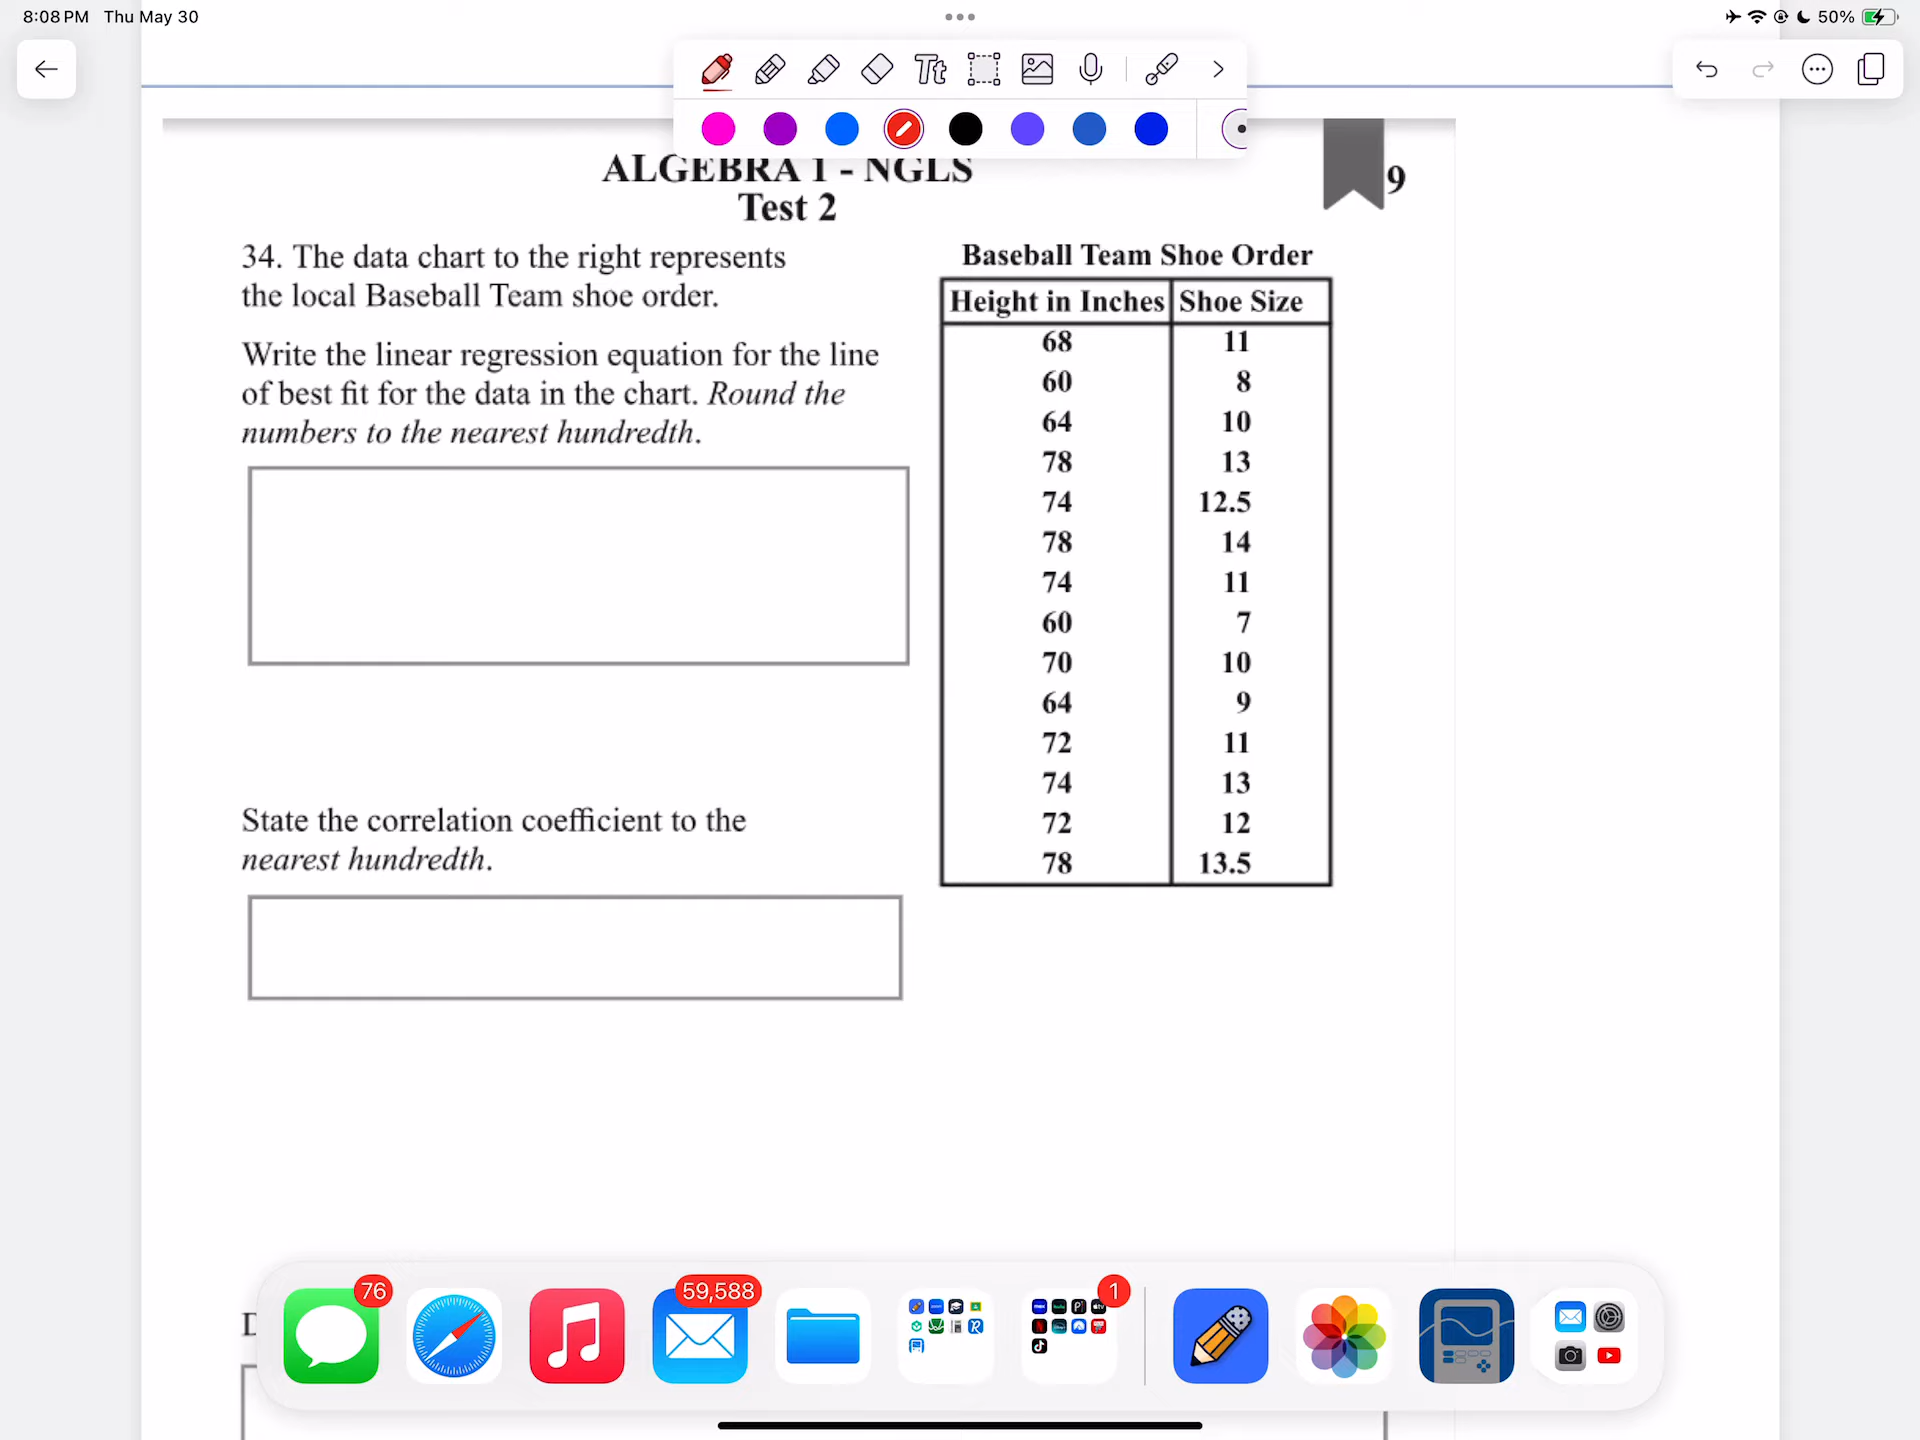 8:08 PM Thu May 30
50%
Tt
ALGEBRA 1 - NGLS
Test 2
9
34. The data chart to the right represents
the local Baseball Team shoe order.
Write the linear regression equation for the line
of best fit for the data in the chart. Round the
numbers to the nearest hundredth.
State the correlation coefficient to the
nearest hundredth.
Baseball Team Shoe Order
Height in Inches Shoe Size
68 11
60 8
64 10
78 13
74 12.5
78 14
74 11
60 7
70 10
64 9
72 11
74 13
72 12
78 13.5
76
59,588
1